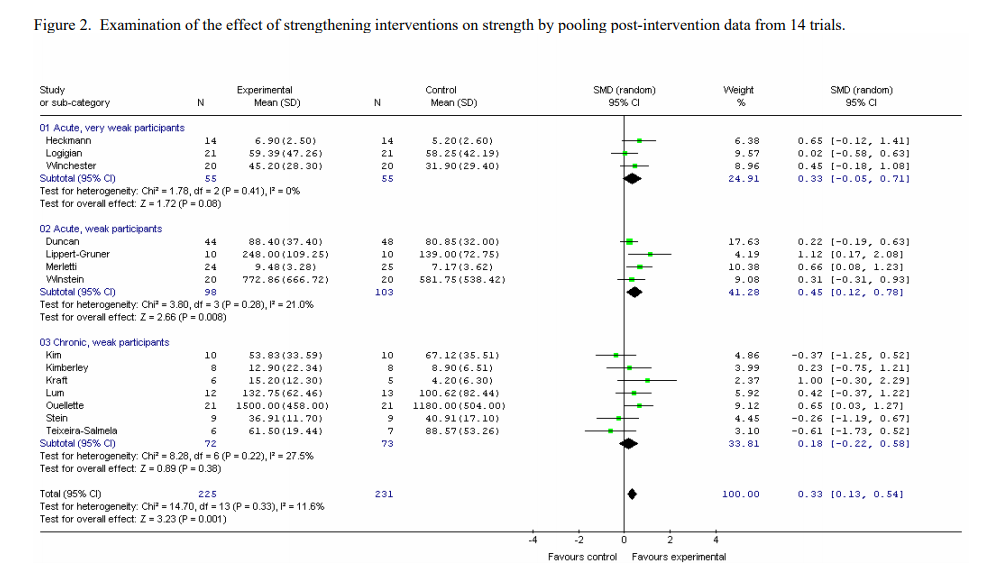 Figure 2. Examination of the effect of strengthening interventions on strength by pooling post-intervention data from 14 trials.
Study Experimental Control SMD (random) Weight SMD (random)
or sub-category N Mean (SD) N Mean (SD) 95% CI % 95% CI
01 Acute, very weak participants
Heckmann 14 6.90(2.50) 14 5.20(2.60) 6.38 0.65 [-0.12, 1.41]
Logigian 21 59.39(47.26) 21 58.25(42.19) 9.57 0.02 [-0.58, 0.63]
Winchester 20 45.20(28.30) 20 31.90(29.40) 8.96 0.45 [-0.18, 1.08]
Subtotal (95% CI) 55 55 24.91 0.33 [-0.05, 0.71]
Test for heterogeneity: Chi² = 1.78, df = 2 (P = 0.41), I² = 0%
Test for overall effect: Z = 1.72 (P = 0.08)
02 Acute, weak participants
Duncan 44 88.40(37.40) 48 80.85(32.00) 17.63 0.22 [-0.19, 0.63]
Lippert-Gruner 10 248.00(109.25) 10 139.00(72.75) 4.19 1.12 [0.17, 2.08]
Merletti 24 9.48(3.28) 25 7.17(3.62) 10.38 0.66 [0.08, 1.23]
Winstein 20 772.86(666.72) 20 581.75(538.42) 9.08 0.31 [-0.31, 0.93]
Subtotal (95% CI) 98 103 41.28 0.45 [0.12, 0.78]
Test for heterogeneity: Chi² = 3.80, df = 3 (P = 0.28), I² = 21.0%
Test for overall effect: Z = 2.66 (P = 0.008)
03 Chronic, weak participants
Kim 10 53.83(33.59) 10 67.12(35.51) 4.86 -0.37 [-1.25, 0.52]
Kimberley 8 12.90(22.34) 8 8.90(6.51) 3.99 0.23 [-0.75, 1.21]
Kraft 6 15.20(12.30) 5 4.20(6.30) 2.37 1.00 [-0.30, 2.29]
Lum 12 132.75(62.46) 13 100.62(82.44) 5.92 0.42 [-0.37, 1.22]
Ouellette 21 1500.00(458.00) 21 1180.00(504.00) 9.12 0.65 [0.03, 1.27]
Stein 9 36.91(11.70) 9 40.91(17.10) 4.45 -0.26 [-1.19, 0.67]
Teixeira-Salmela 6 61.50(19.44) 7 88.57(53.26) 3.10 -0.61 [-1.73, 0.52]
Subtotal (95% CI) 72 73 33.81 0.18 [-0.22, 0.58]
Test for heterogeneity: Chi² = 8.28, df = 6 (P = 0.22), I² = 27.5%
Test for overall effect: Z = 0.89 (P = 0.38)
Total (95% CI) 225 231 100.00 0.33 [0.13, 0.54]
Test for heterogeneity: Chi² = 14.70, df = 13 (P = 0.33), I² = 11.6%
Test for overall effect: Z = 3.23 (P = 0.001)
-4 -2 0 2 4
Favours control Favours experimental